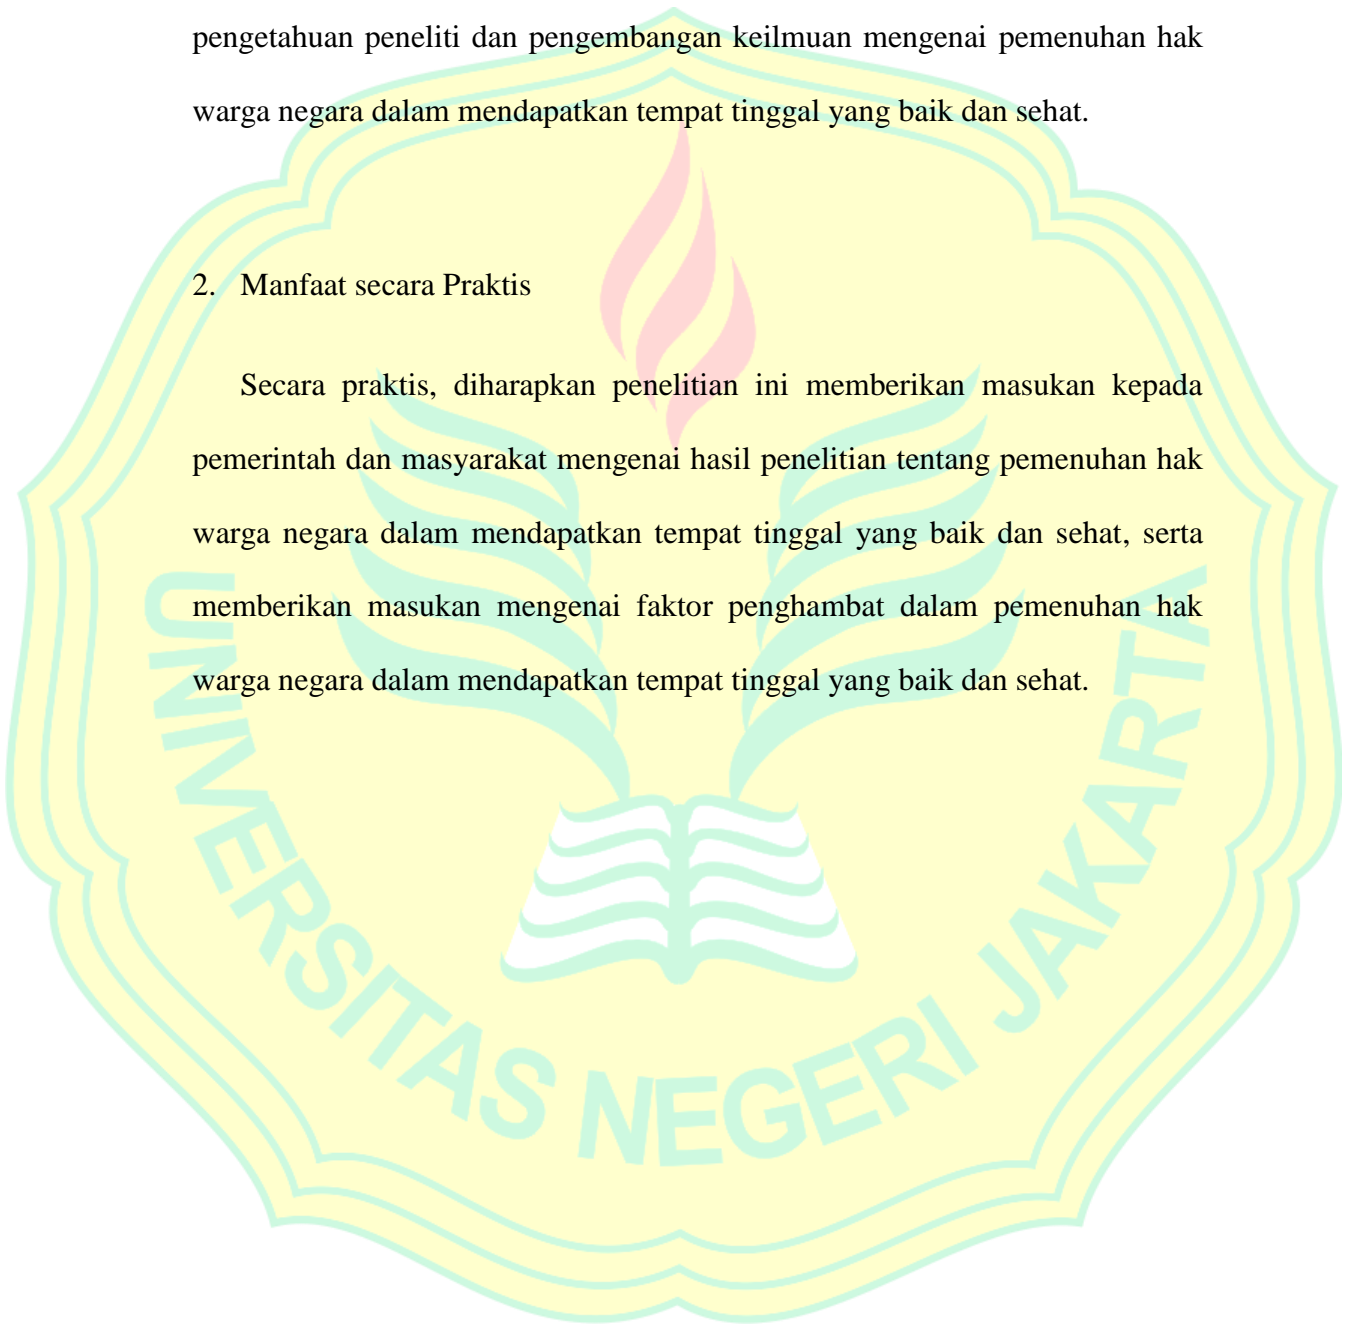 pengetahuan peneliti dan pengembangan keilmuan mengenai pemenuhan hak
warga negara dalam mendapatkan tempat tinggal yang baik dan sehat.
2. Manfaat secara Praktis
Secara praktis, diharapkan penelitian ini memberikan masukan kepada
pemerintah dan masyarakat mengenai hasil penelitian tentang pemenuhan hak
warga negara dalam mendapatkan tempat tinggal yang baik dan sehat, serta
memberikan masukan mengenai faktor penghambat dalam pemenuhan hak
warga negara dalam mendapatkan tempat tinggal yang baik dan sehat.
UNIVERSITAS NEGERI JAKARTA